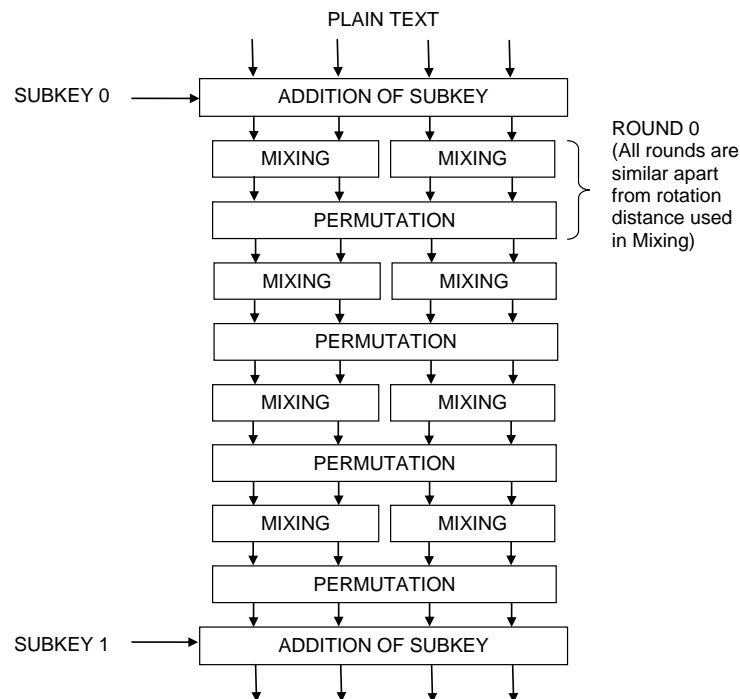 PLAIN TEXT
SUBKEY 0
ADDITION OF SUBKEY
ROUND 0
(All rounds are
similar apart
from rotation
distance used
in Mixing)
MIXING
MIXING
PERMUTATION
MIXING
MIXING
PERMUTATION
MIXING
MIXING
PERMUTATION
MIXING
MIXING
PERMUTATION
SUBKEY 1
ADDITION OF SUBKEY